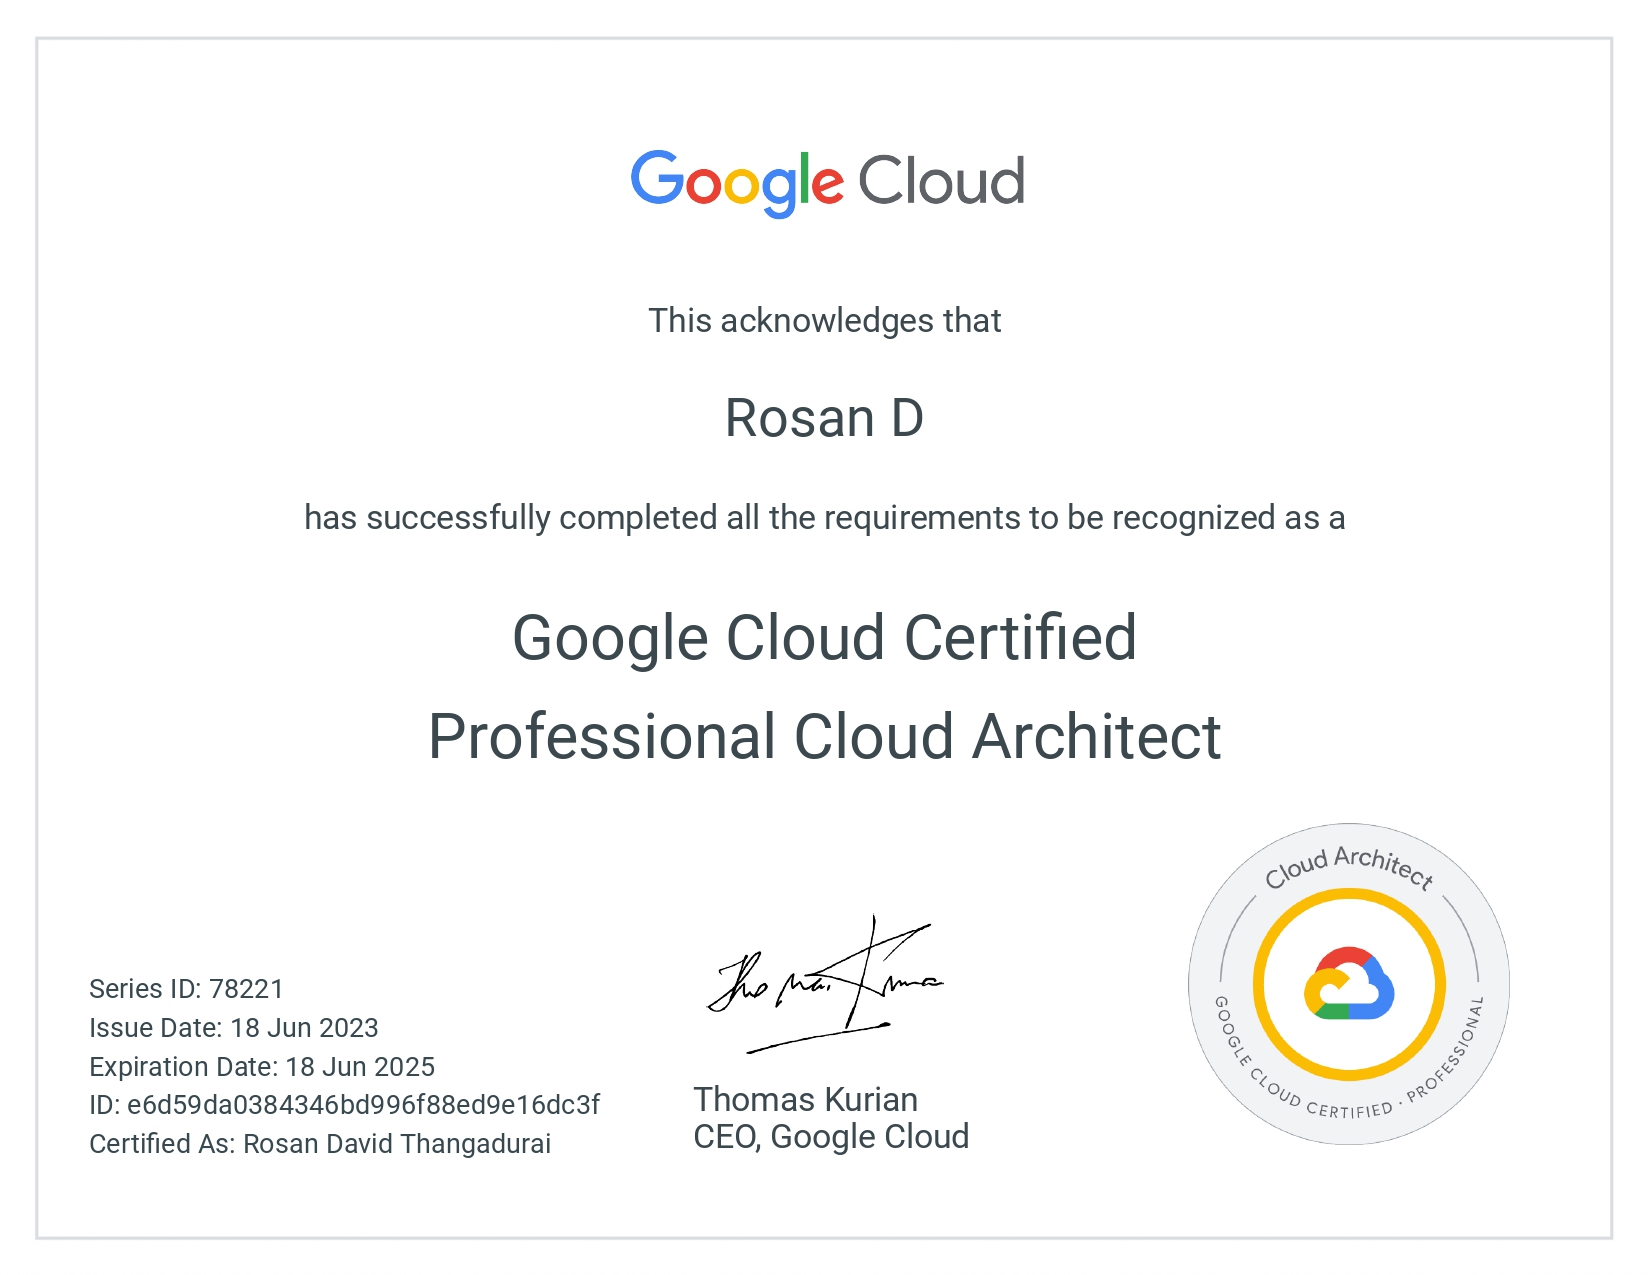 Google Cloud
This acknowledges that
Rosan D
has successfully completed all the requirements to be recognized as a
Google Cloud Certified
Professional Cloud Architect
Series ID: 78221
Issue Date: 18 Jun 2023
Expiration Date: 18 Jun 2025
ID: e6d59da0384346bd996f88ed9e16dc3f
Certified As: Rosan David Thangadurai
Thomas Kurian
Thomas Kurian
CEO, Google Cloud
Cloud Architect
GOOGLE CLOUD CERTIFIED · PROFESSIONAL